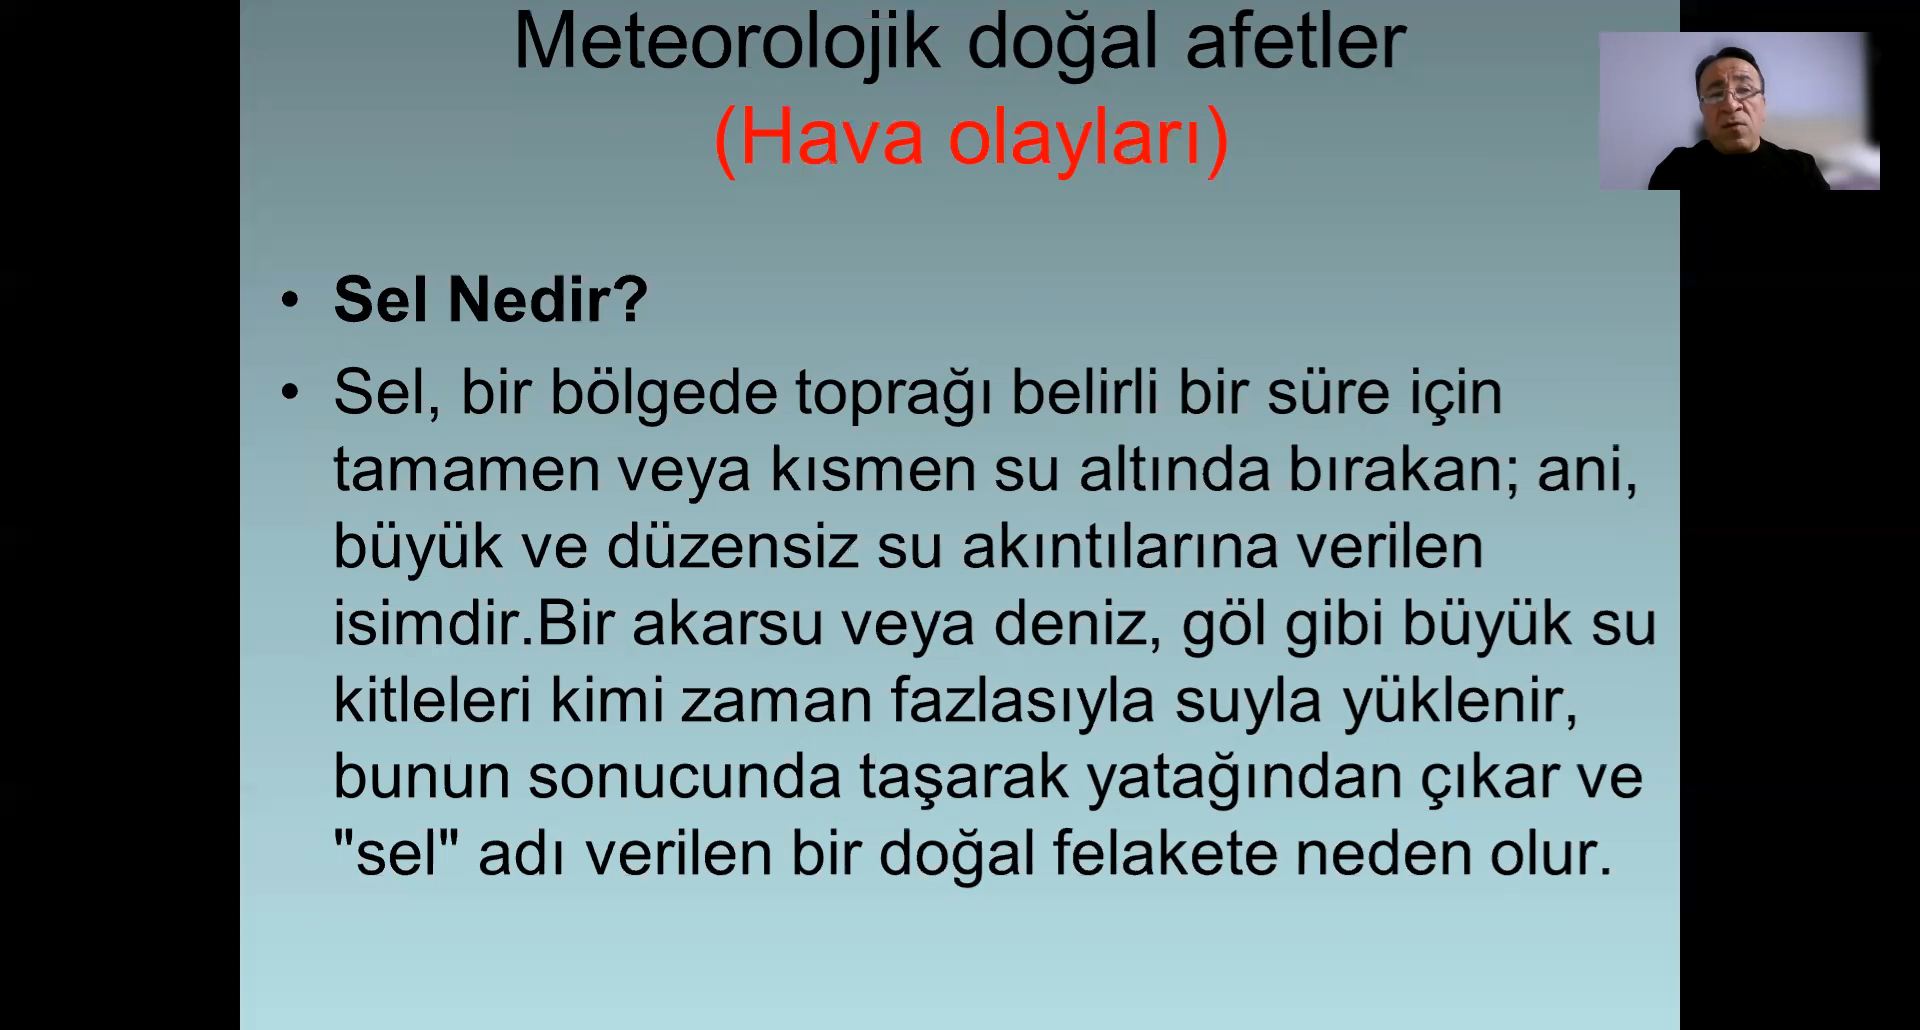 Meteorolojik doğal afetler
(Hava olayları)
• Sel Nedir?
• Sel, bir bölgede toprağı belirli bir süre için
tamamen veya kısmen su altında bırakan; ani,
büyük ve düzensiz su akıntılarına verilen
isimdir.Bir akarsu veya deniz, göl gibi büyük su
kitleleri kimi zaman fazlasıyla suyla yüklenir,
bunun sonucunda taşarak yatağından çıkar ve
"sel" adı verilen bir doğal felakete neden olur.